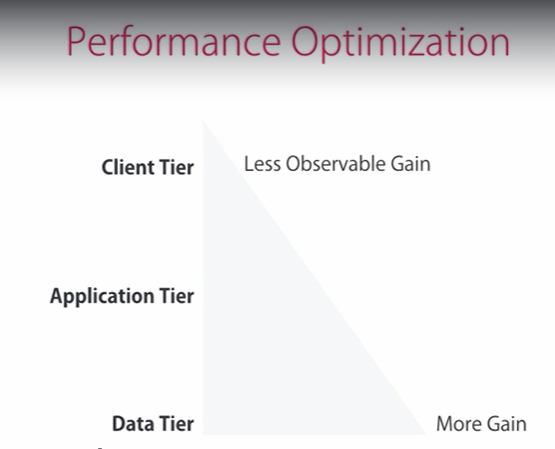 Performance Optimization
Client Tier
Less Observable Gain
Application Tier
Data Tier
More Gain